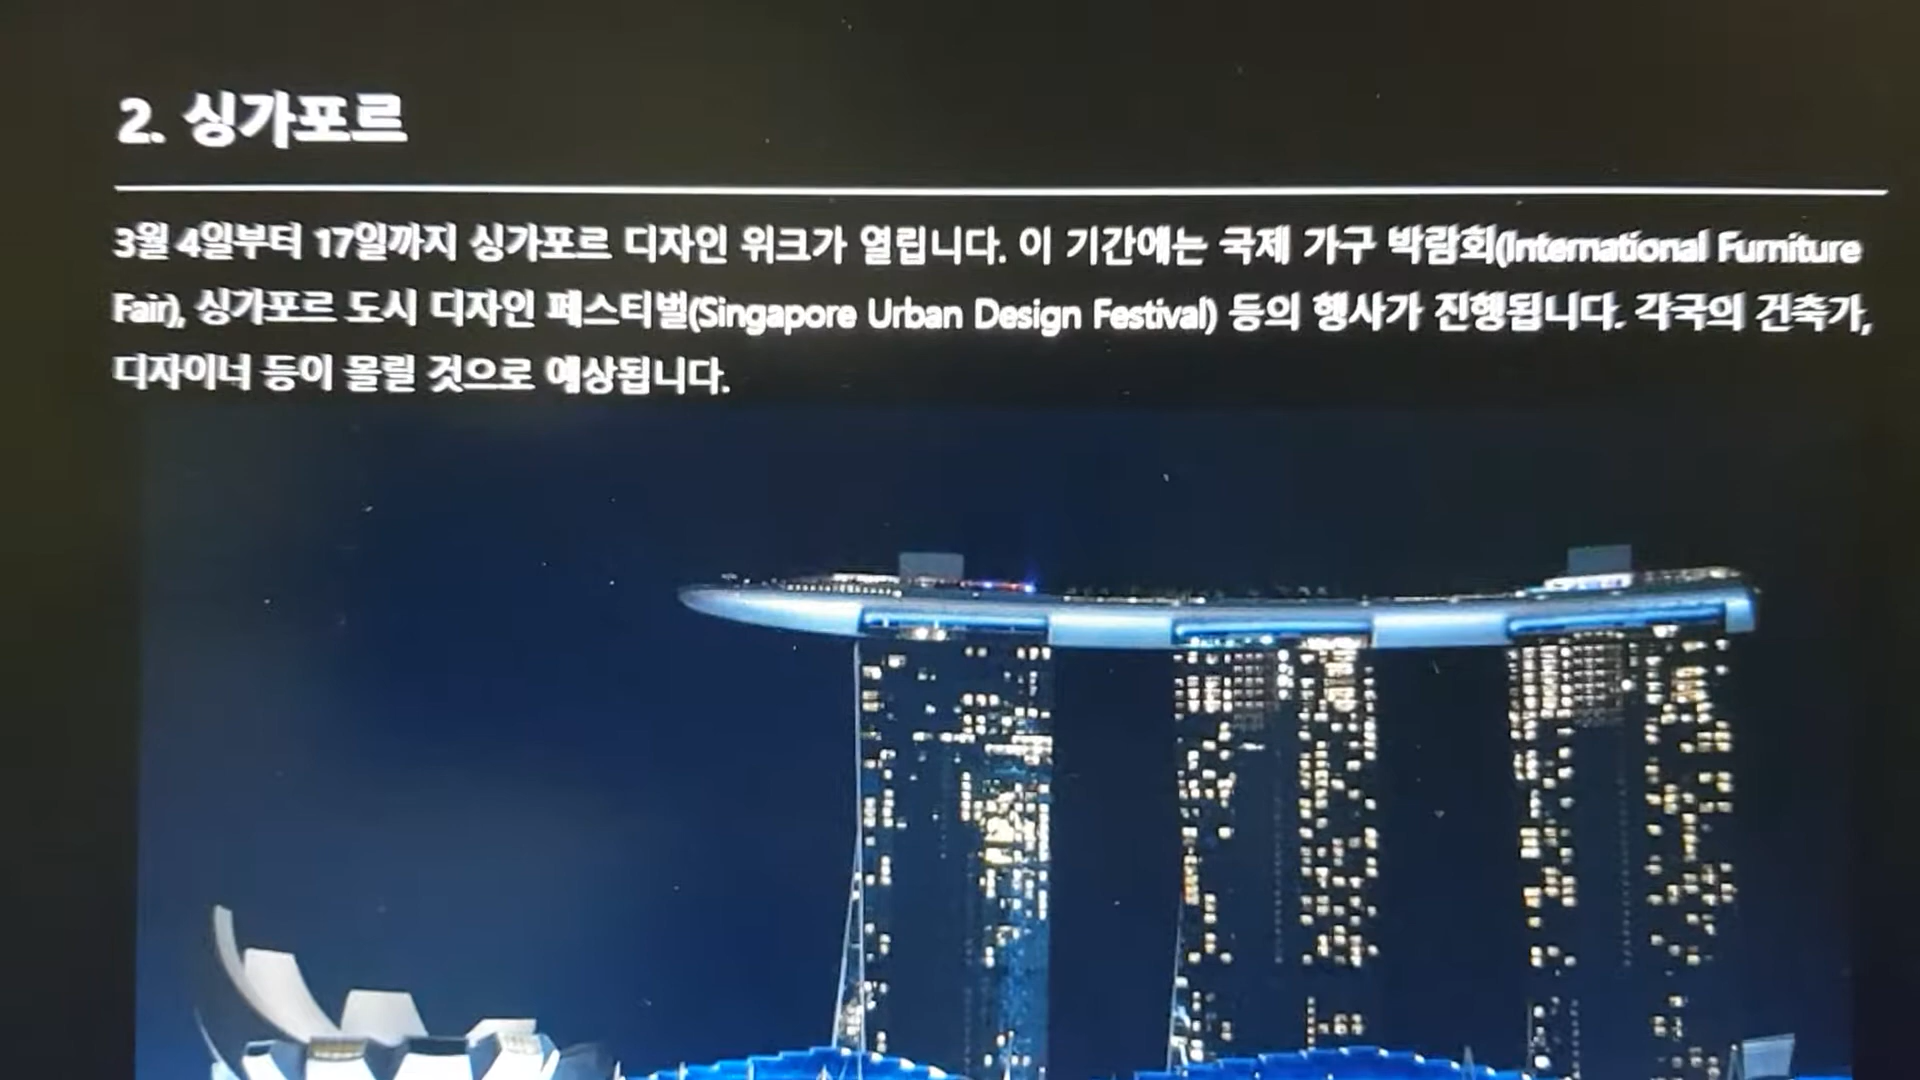 2. 싱가포르
3월 4일부터 17일까지 싱가포르 디자인 위크가 열립니다. 이 기간에는 국제 가구 박람회(International Furniture
Fair), 싱가포르 도시 디자인 페스티벌(Singapore Urban Design Festival) 등의 행사가 진행됩니다. 각국의 건축가,
디자이너 등이 몰릴 것으로 예상됩니다.